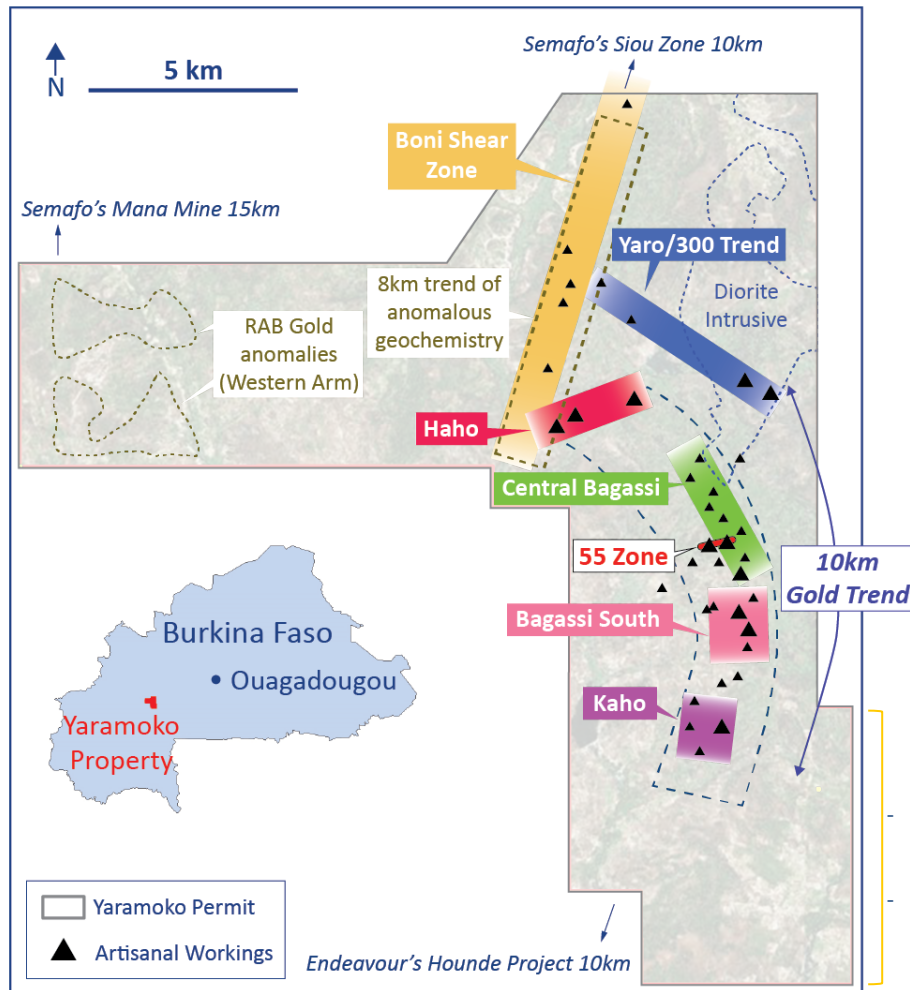 Semafo's Siou Zone 10km
5 km
N
Boni Shear
Zone
Semafo's Mana Mine 15km
Yaro/300 Trend
8km trend of
anomalous
geochemistry
Diorite
Intrusive
RAB Gold
anomalies
(Western Arm)
Haho
Central Bagassi
55 Zone
10km
Gold Trend
Bagassi South
Burkina Faso
Ouagadougou
Kaho
Yaramoko
Property
Yaramoko Permit
Artisanal Workings
Endeavour's Hounde Project 10km